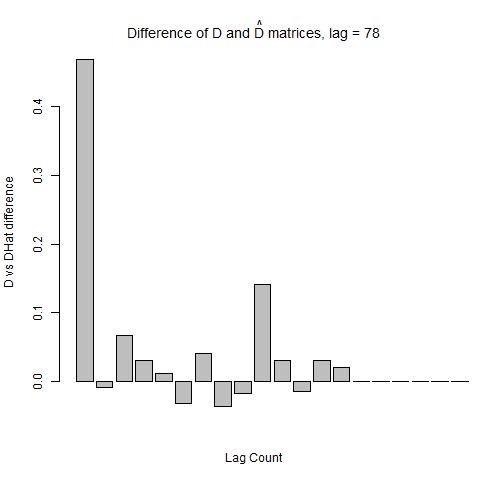 Difference of D and D̂ matrices, lag = 78
0.4
0.3
0.2
0.1
0.0
D vs DHat difference
Lag Count